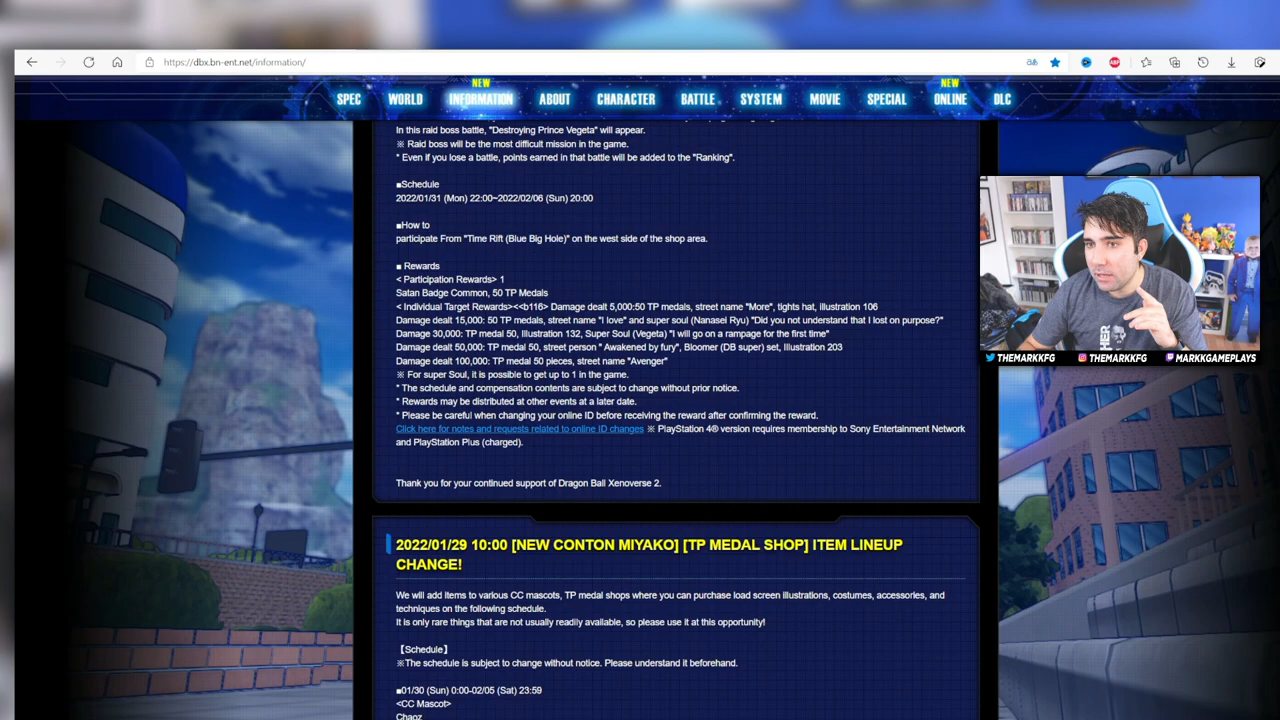 https://dbx.bn-ent.net/information/
NEW NEW
SPEC WORLD INFORMATION ABOUT CHARACTER BATTLE SYSTEM MOVIE SPECIAL ONLINE DLC
In this raid boss battle, "Destroying Prince Vegeta" will appear.
※ Raid boss will be the most difficult mission in the game.
* Even if you lose a battle, points earned in that battle will be added to the "Ranking".
■Schedule
2022/01/31 (Mon) 22:00~2022/02/06 (Sun) 20:00
■How to
participate From "Time Rift (Blue Big Hole)" on the west side of the shop area.
■ Rewards
< Participation Rewards> 1
Satan Badge Common, 50 TP Medals
< Individual Target Rewards><<b116> Damage dealt 5,000:50 TP medals, street name "More", tights hat, illustration 106
Damage dealt 15,000: 50 TP medals, street name "I love" and super soul (Nanasei Ryu) "Did you not understand that I lost on purpose?"
Damage 30,000: TP medal 50, Illustration 132, Super Soul (Vegeta) "I will go on a rampage for the first time"
Damage dealt 50,000: TP medal 50, street person " Awakened by fury", Bloomer (DB super) set, Illustration 203
Damage dealt 100,000: TP medal 50 pieces, street name "Avenger"
※ For super Soul, it is possible to get up to 1 in the game.
* The schedule and compensation contents are subject to change without prior notice.
* Rewards may be distributed at other events at a later date.
* Please be careful when changing your online ID before receiving the reward after confirming the reward.
Click here for notes and requests related to online ID changes ※ PlayStation 4® version requires membership to Sony Entertainment Network
and PlayStation Plus (charged).
Thank you for your continued support of Dragon Ball Xenoverse 2.
2022/01/29 10:00 [NEW CONTON MIYAKO] [TP MEDAL SHOP] ITEM LINEUP
CHANGE!
We will add items to various CC mascots, TP medal shops where you can purchase load screen illustrations, costumes, accessories, and
techniques on the following schedule.
It is only rare things that are not usually readily available, so please use it at this opportunity!
【Schedule】
※The schedule is subject to change without notice. Please understand it beforehand.
■01/30 (Sun) 0:00-02/05 (Sat) 23:59
<CC Mascot>
Chaoz
THEMARKFG THEMARKFG MARKKGAMEPLAYS
ABP